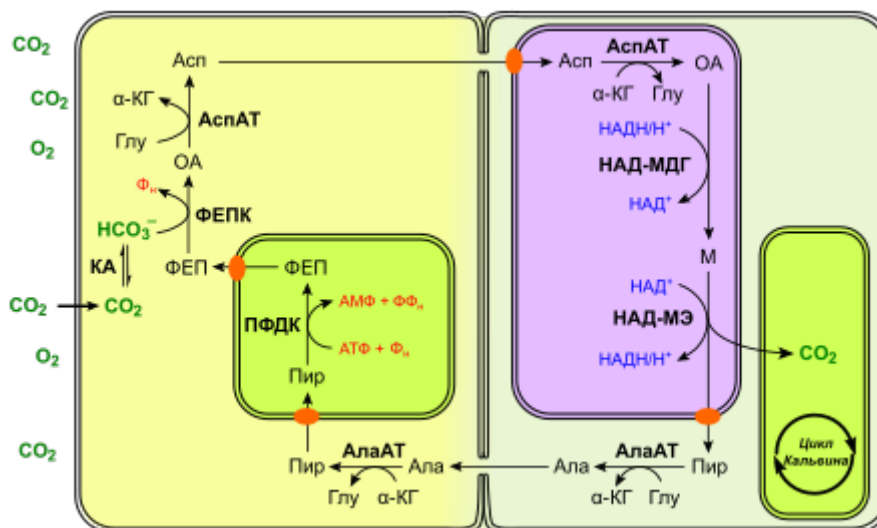 CO₂
CO₂
O₂
CO₂
O₂
CO₂
Асп
α-КГ
АспАТ
Глу
ОА
Фн
ФЕПК
HCO₃⁻
КА
CO₂
ФЕП
ФЕП
АМФ + ФФн
ПФДК
АТФ + Фн
Пир
Пир
АлаАТ
Ала
Глу
α-КГ
Асп
АспАТ
ОА
α-КГ
Глу
НАДН/Н⁺
НАД-МДГ
НАД⁺
М
НАД⁺
НАД-МЭ
НАДН/Н⁺
CO₂
Ала
АлаАТ
Пир
α-КГ
Глу
Цикл
Кальвина